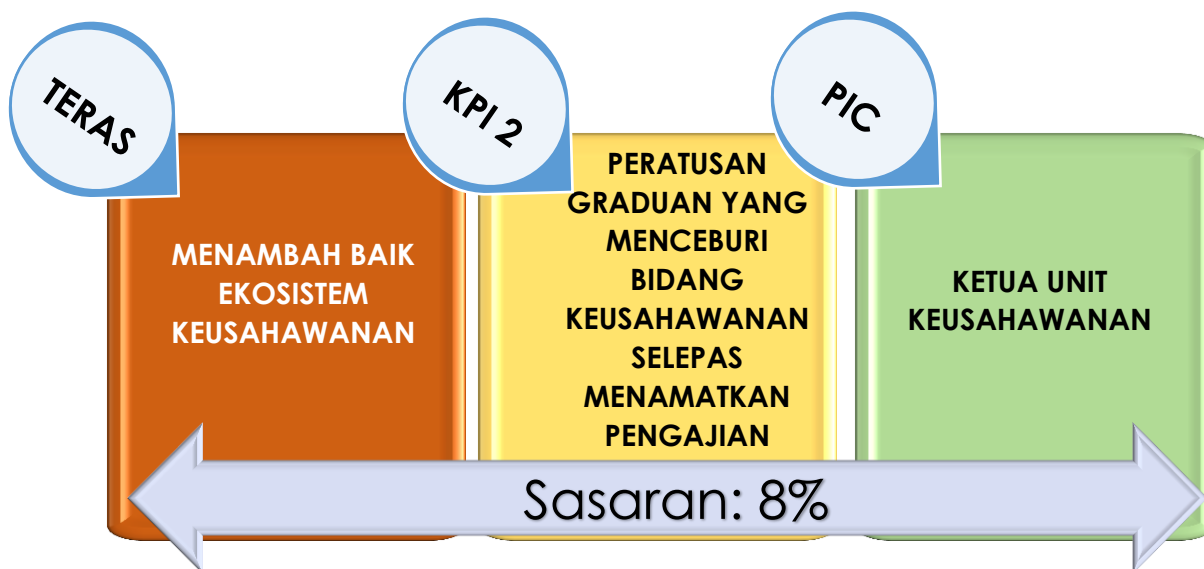 TERAS
MENAMBAH BAIK
EKOSISTEM
KEUSAHAWANAN
KPI 2
PERATUSAN
GRADUAN YANG
MENCEBURI
BIDANG
KEUSAHAWANAN
SELEPAS
MENAMATKAN
PENGAJIAN
PIC
KETUA UNIT
KEUSAHAWANAN
Sasaran: 8%